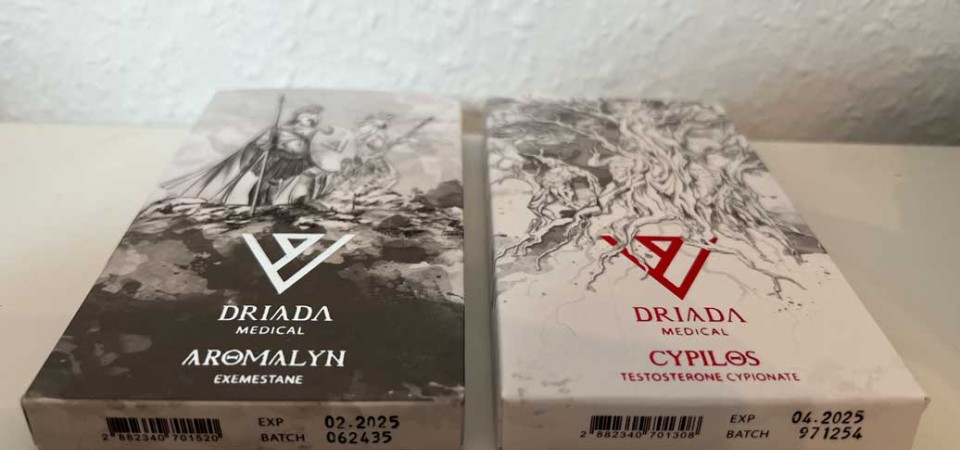 DRIADA
MEDICAL
AROMALYN
EXEMESTANE
EXP 02.2025
BATCH 062435
2 882340 701520
DRIADA
MEDICAL
CYPILOS
TESTOSTERONE CYPIONATE
EXP 04.2025
BATCH 971254
2 882340 701308